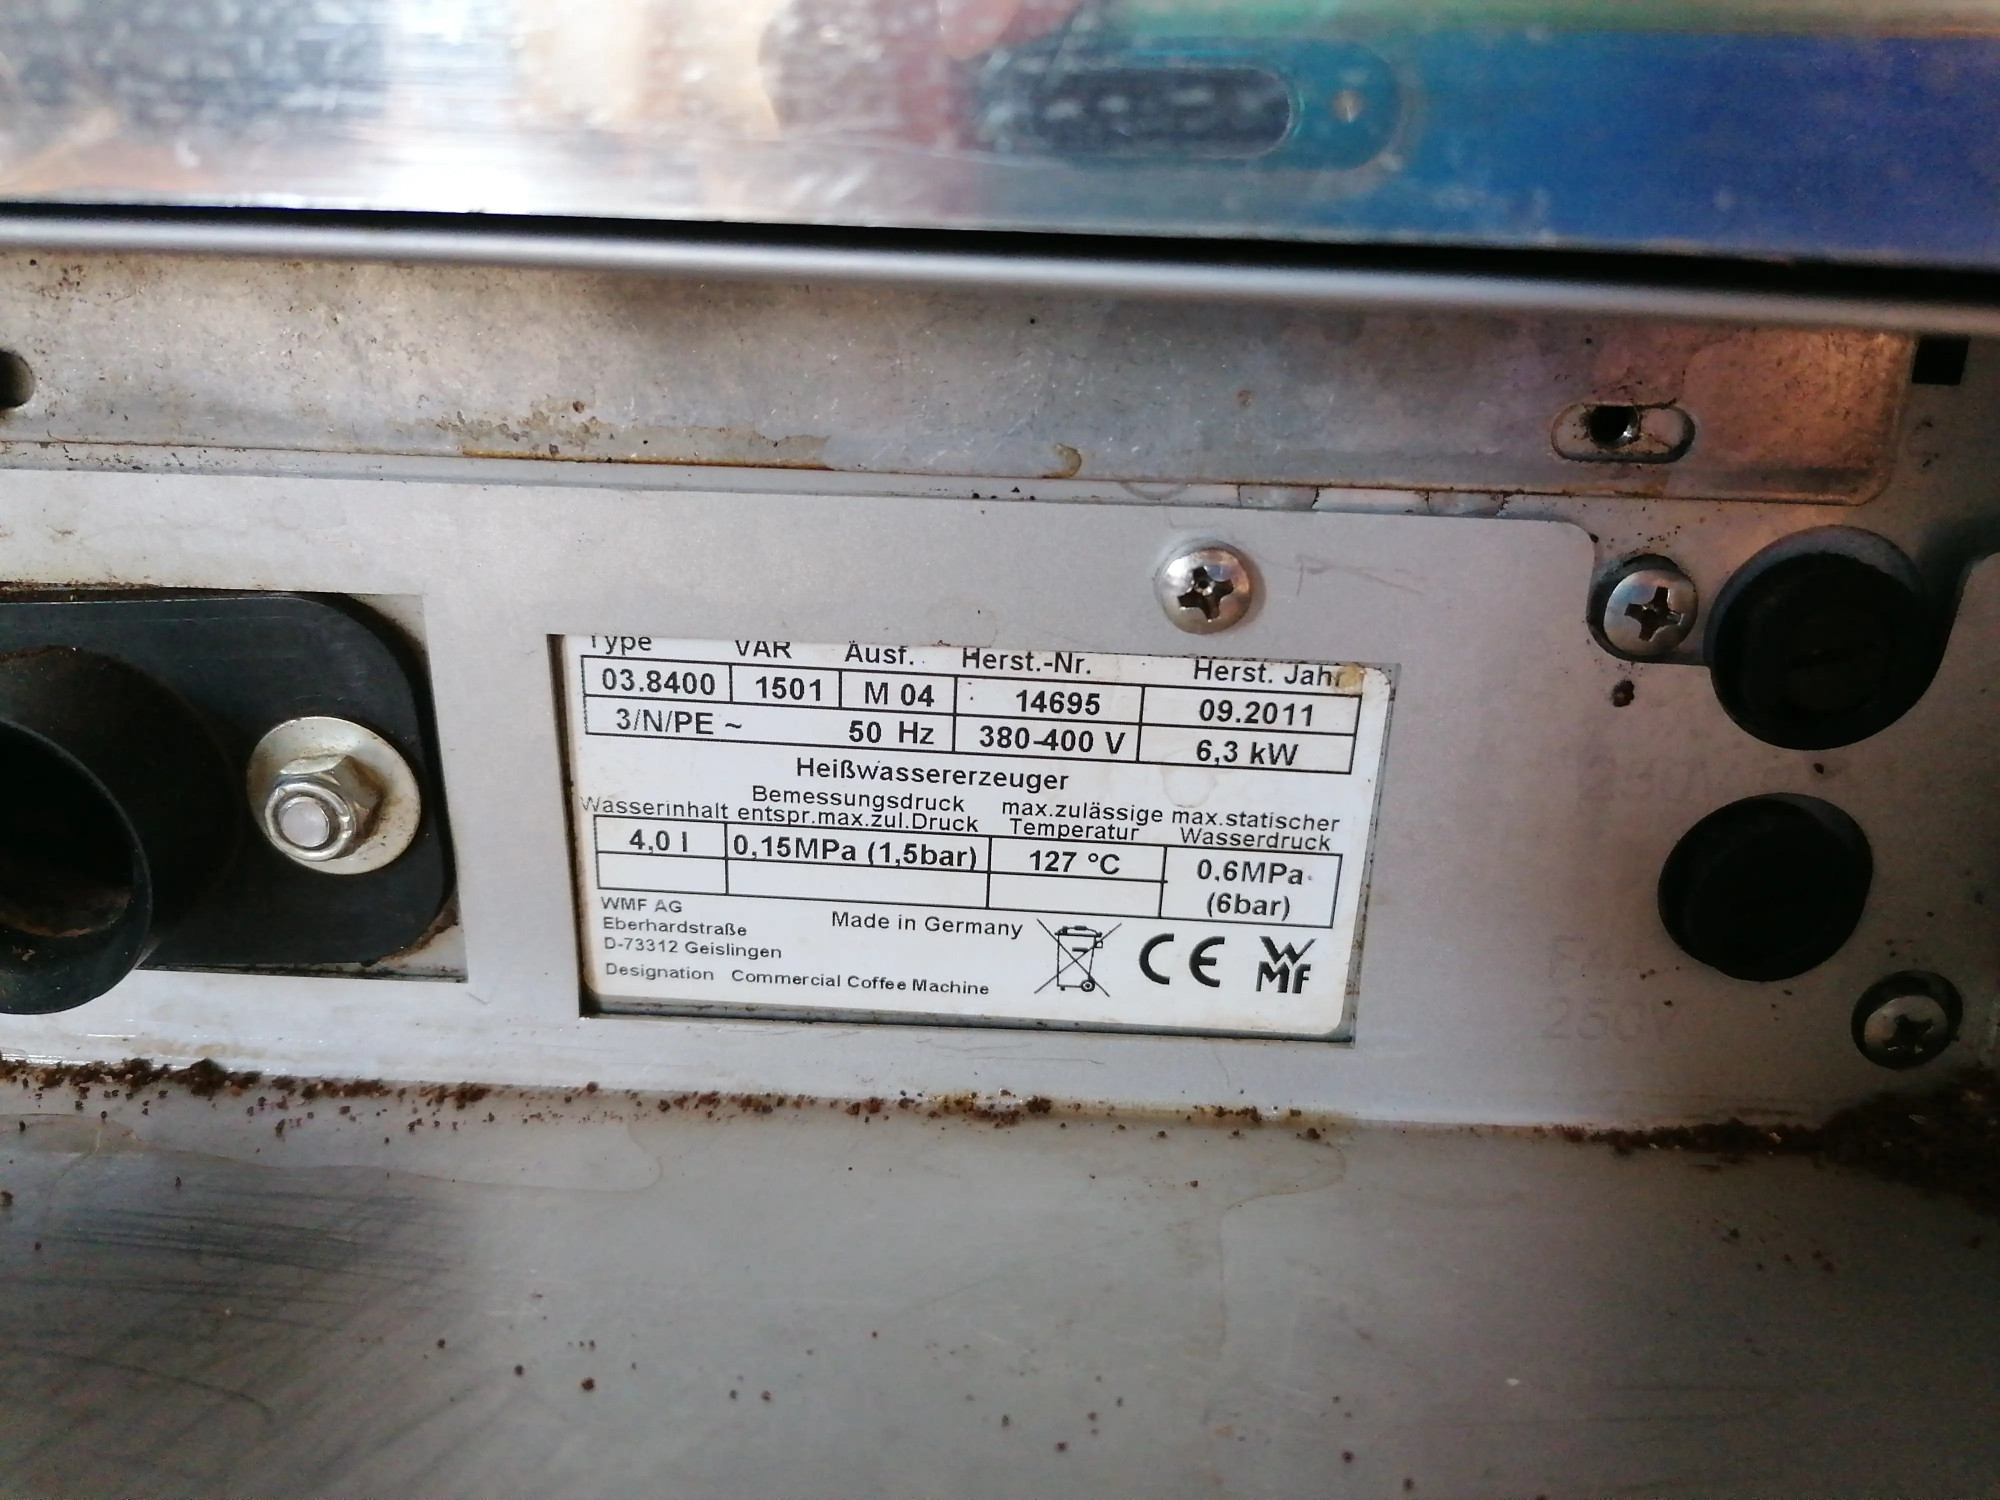 Type VAR Ausf. Herst.-Nr. Herst. Jahr
03.8400 1501 M 04 14695 09.2011
3/N/PE ~ 50 Hz 380-400 V 6,3 kW
Heißwassererzeuger
Wasserinhalt Bemessungsdruck entspr.max.zul.Druck max.zulässige Temperatur max.statischer Wasserdruck
4,0 l 0,15MPa (1,5bar) 127 °C 0.6MPa (6bar)
WMF AG
Eberhardstraße
D-73312 Geislingen
Made in Germany
Designation Commercial Coffee Machine
CE
WMF
250V